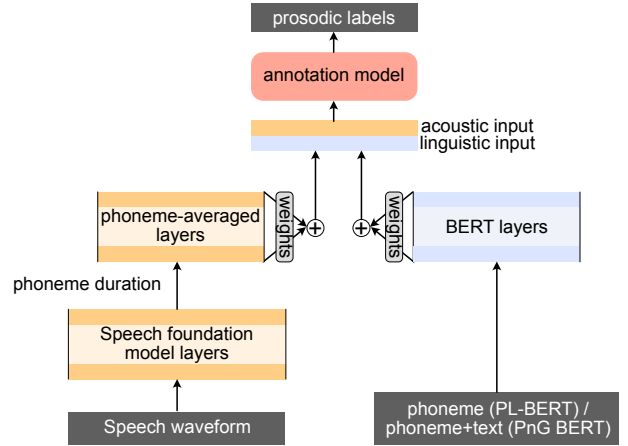 prosodic labels
annotation model
acoustic input
linguistic input
phoneme-averaged
layers
weights
+
+
weights
BERT layers
phoneme duration
Speech foundation
model layers
Speech waveform
phoneme (PL-BERT) /
phoneme+text (PnG BERT)